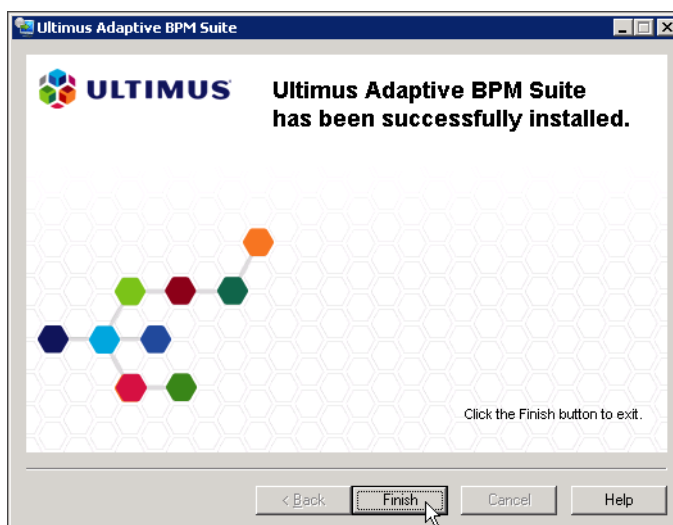 Ultimus Adaptive BPM Suite
ULTIMUS
Ultimus Adaptive BPM Suite
has been successfully installed.
Click the Finish button to exit.
< Back
Finish
Cancel
Help